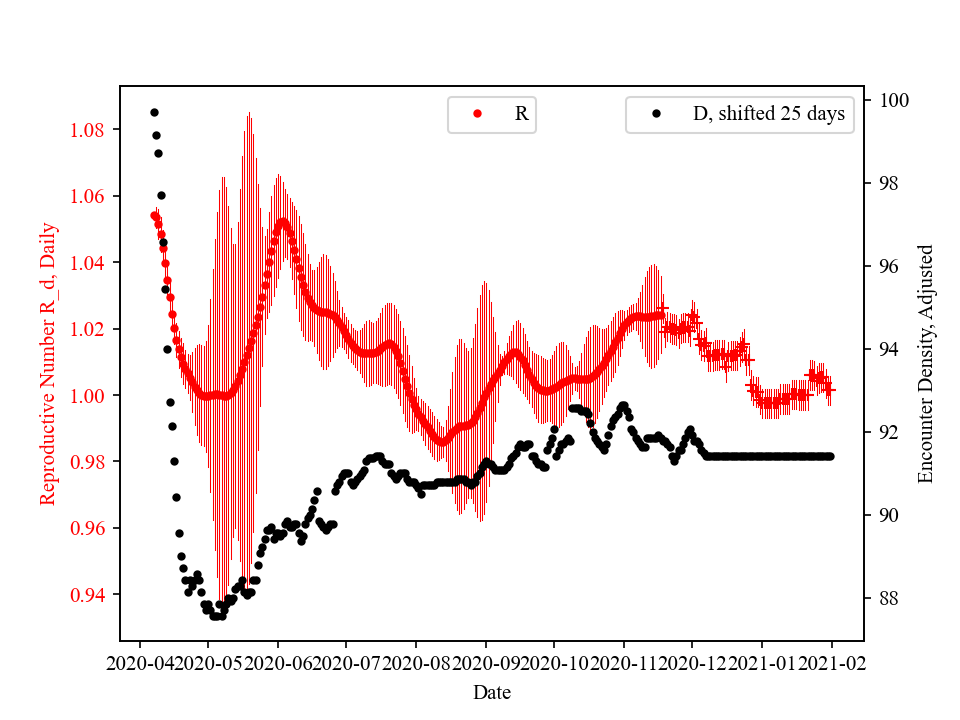 R
D, shifted 25 days
1.08
1.06
1.04
1.02
1.00
0.98
0.96
0.94
Reproductive Number R_d, Daily
100
98
96
94
92
90
88
Encounter Density, Adjusted
2020-04 2020-05 2020-06 2020-07 2020-08 2020-09 2020-10 2020-11 2020-12 2021-01 2021-02
Date